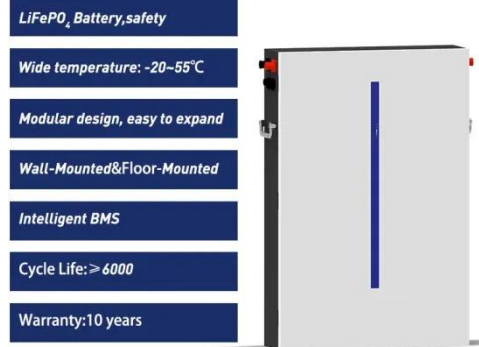 LiFePO₄ Battery,safety
Wide temperature: -20~55℃
Modular design, easy to expand
Wall-Mounted&Floor-Mounted
Intelligent BMS
Cycle Life:≥6000
Warranty:10 years